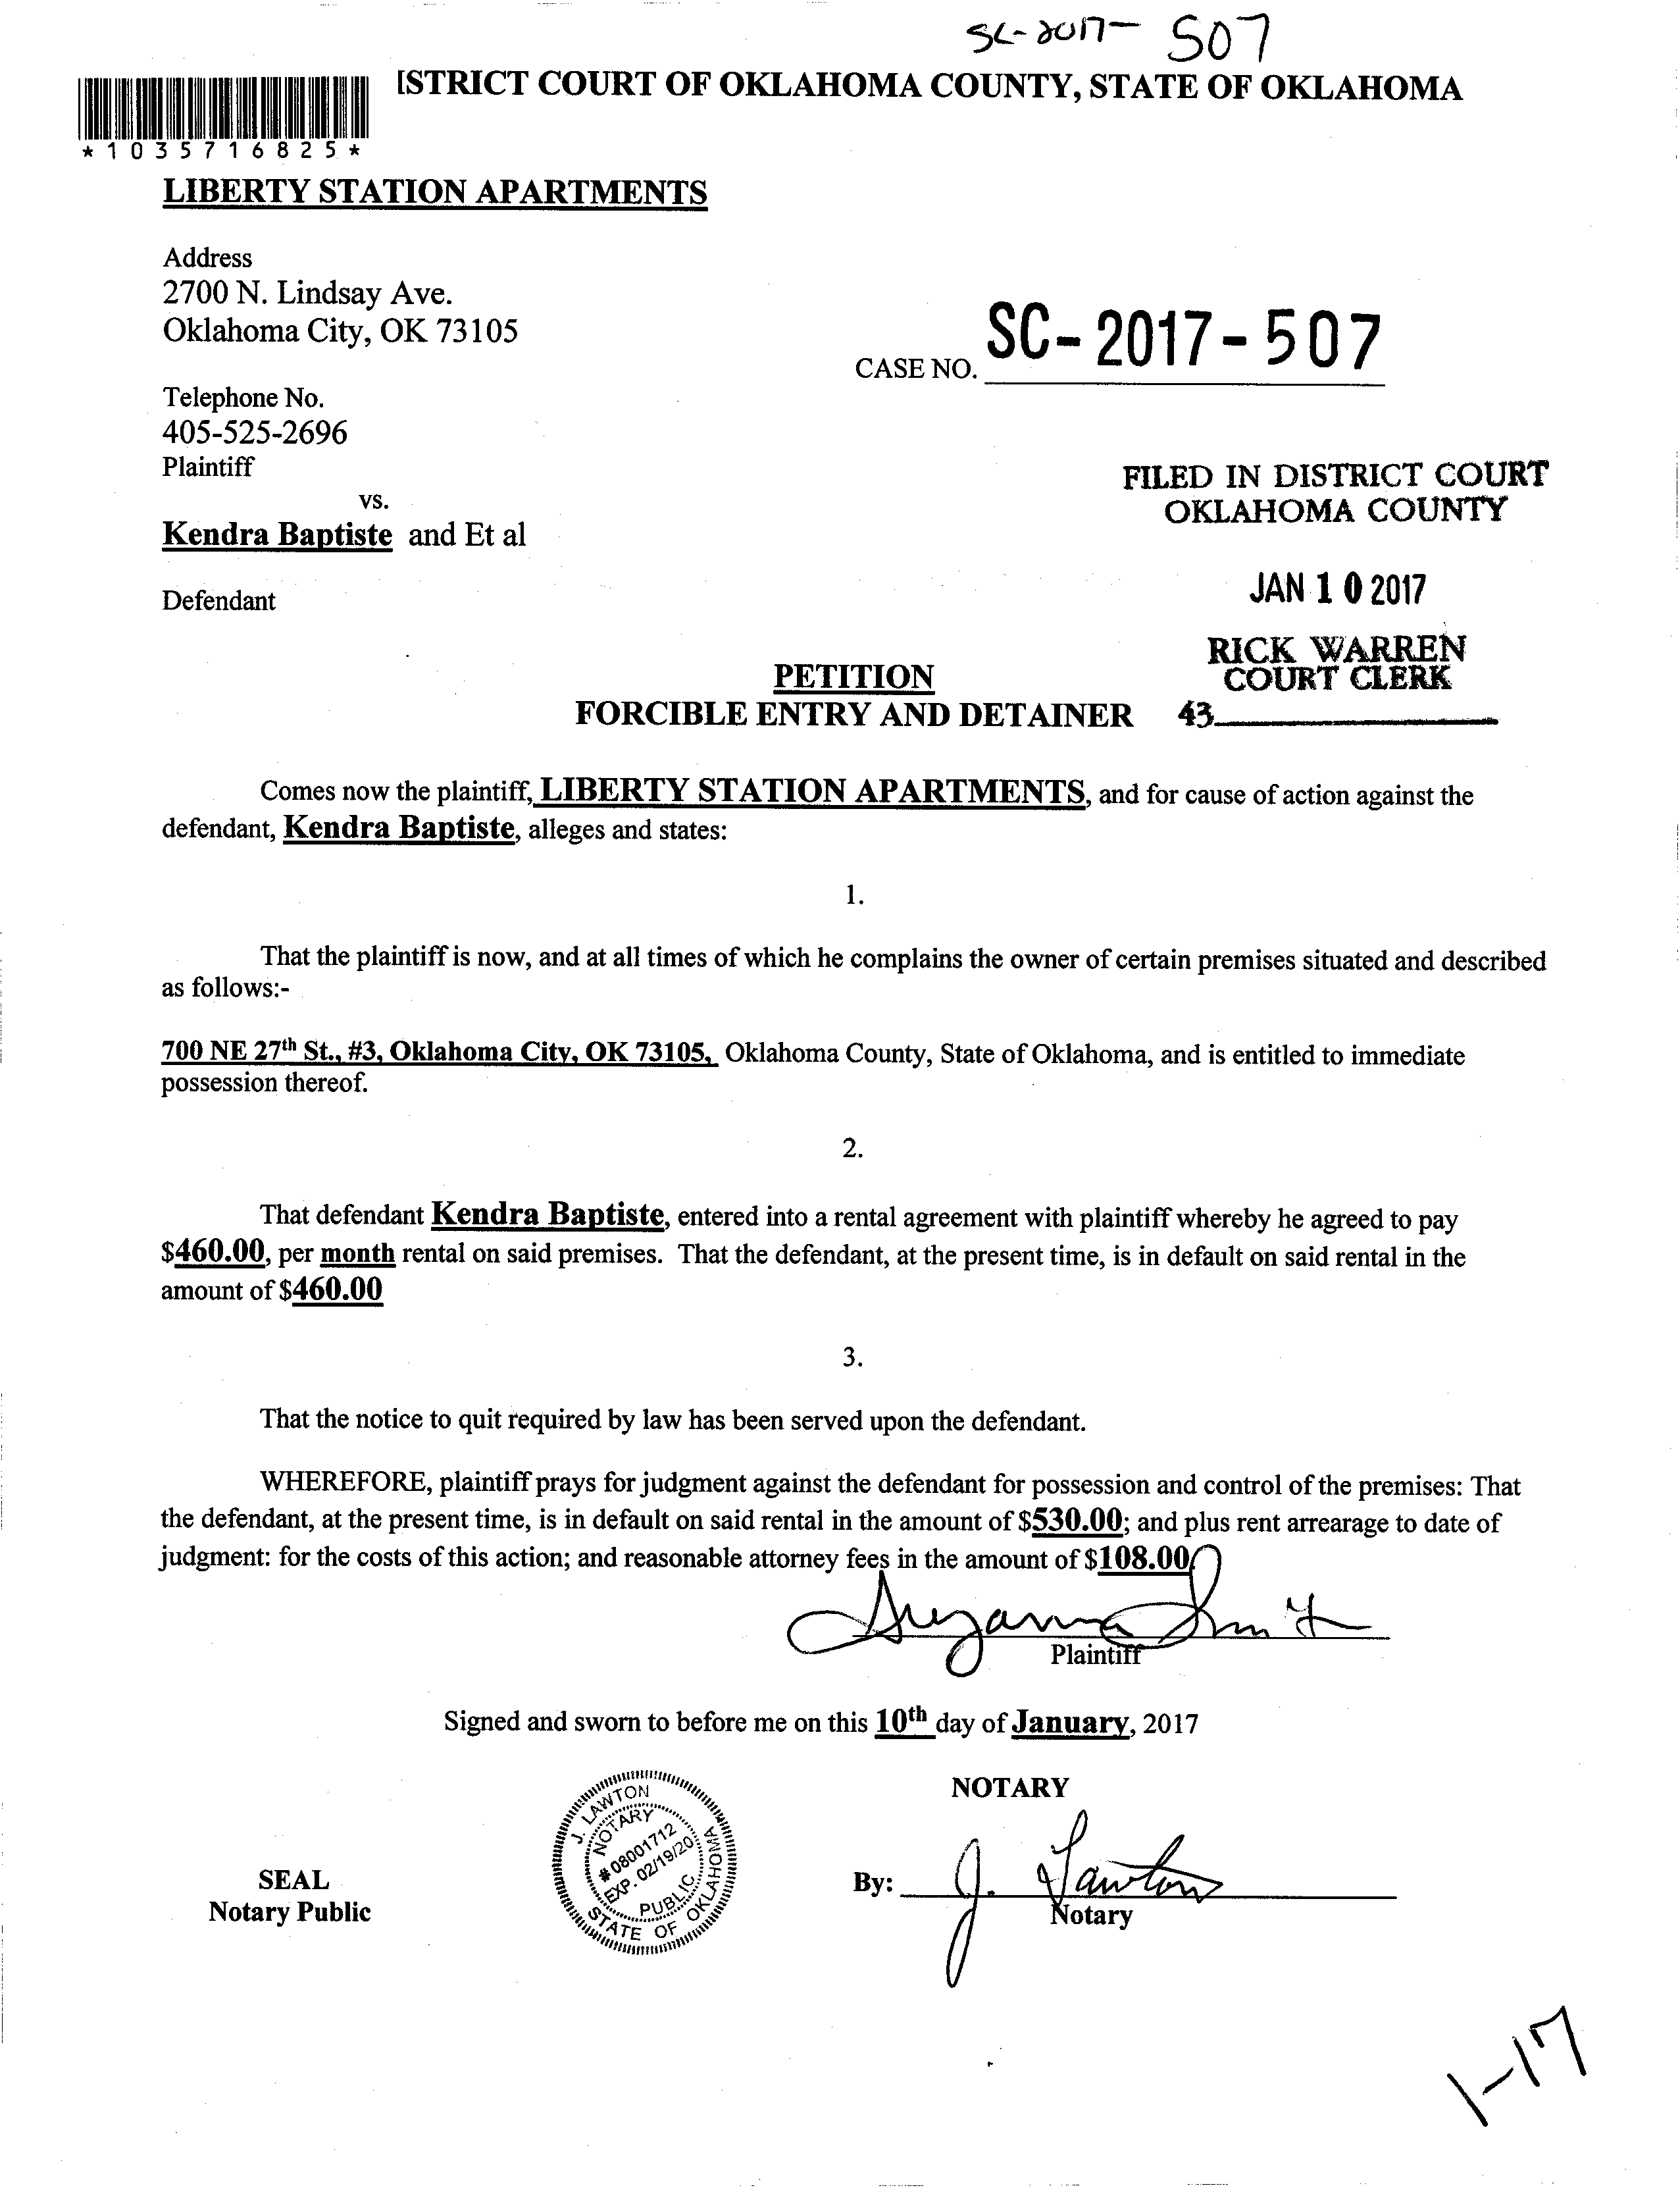 SC-2017- 507
ISTRICT COURT OF OKLAHOMA COUNTY, STATE OF OKLAHOMA
*1035716825*
LIBERTY STATION APARTMENTS
Address
2700 N. Lindsay Ave.
Oklahoma City, OK 73105
CASE NO. SC-2017-507
Telephone No.
405-525-2696
Plaintiff
vs.
Kendra Baptiste and Et al
Defendant
FILED IN DISTRICT COURT
OKLAHOMA COUNTY
JAN 10 2017
RICK WARREN
COURT CLERK
43
PETITION
FORCIBLE ENTRY AND DETAINER
Comes now the plaintiff, LIBERTY STATION APARTMENTS, and for cause of action against the
defendant, Kendra Baptiste, alleges and states:
1.
That the plaintiff is now, and at all times of which he complains the owner of certain premises situated and described
as follows:-
700 NE 27th St., #3, Oklahoma City, OK 73105, Oklahoma County, State of Oklahoma, and is entitled to immediate
possession thereof.
2.
That defendant Kendra Baptiste, entered into a rental agreement with plaintiff whereby he agreed to pay
$460.00, per month rental on said premises. That the defendant, at the present time, is in default on said rental in the
amount of $460.00
3.
That the notice to quit required by law has been served upon the defendant.
WHEREFORE, plaintiff prays for judgment against the defendant for possession and control of the premises: That
the defendant, at the present time, is in default on said rental in the amount of $530.00; and plus rent arrearage to date of
judgment: for the costs of this action; and reasonable attorney fees in the amount of $108.00
Suzanna Smith
Plaintiff
Signed and sworn to before me on this 10th day of January, 2017
NOTARY
J. LAWTON
NOTARY
# 08001712
EXP. 02/19/20
PUBLIC
STATE OF OKLAHOMA
SEAL
Notary Public
By: J. Lawton
Notary
1-17